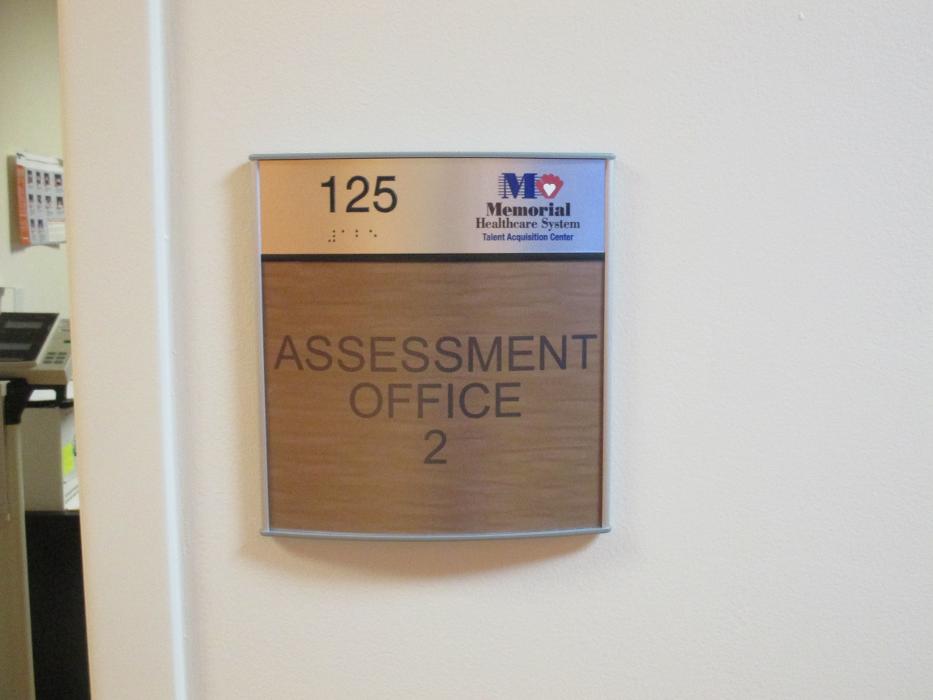 125
M
Memorial
Healthcare System
Talent Acquisition Center
ASSESSMENT
OFFICE
2